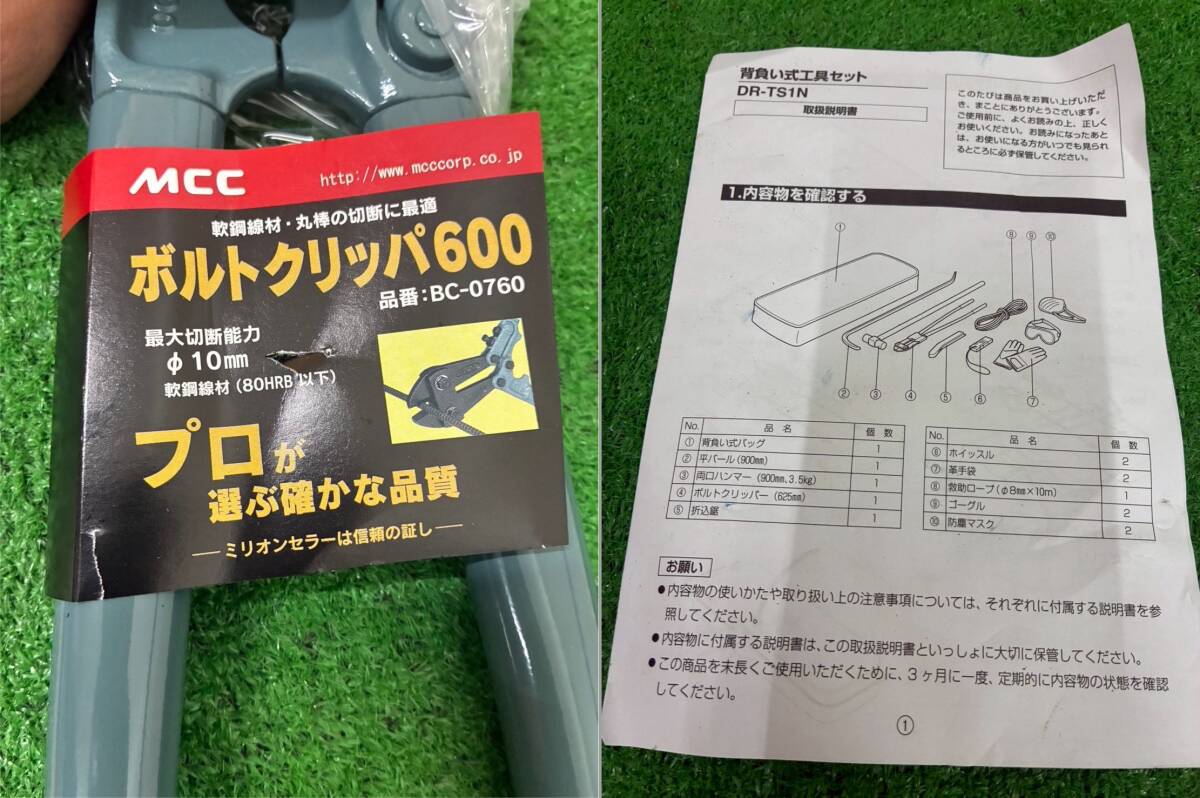 MCC
http://www.mcccorp.co.jp
軟鋼線材・丸棒の切断に最適
ボルトクリッパ600
品番:BC-0760
最大切断能力
φ10mm
軟鋼線材(80HRB以下)
プロが
選ぶ確かな品質
ミリオンセラーは信頼の証し
背負い式工具セット
DR-TS1N
取扱説明書
このたびは商品をお買い上げいただ
き、まことにありがとうございます。
ご使用前に、よくお読みの上、正しく
お使いください。お読みになったあと
は、お使いになる方がいつでも見られ
るところに必ず保管してください。
1.内容物を確認する
① ⑧ ⑨ ⑩
② ③ ④ ⑤ ⑥ ⑦
No. 品名 個数
① 背負い式バッグ 1
② 平バール(900mm) 1
③ 両口ハンマー(900mm、3.5kg) 1
④ ボルトクリッパー(625mm) 1
⑤ 折込鋸 1
No. 品名 個数
⑥ ホイッスル 2
⑦ 革手袋 2
⑧ 救助ロープ(φ8mm×10m) 1
⑨ ゴーグル 2
⑩ 防塵マスク 2
お願い
●内容物の使いかたや取り扱い上の注意事項については、それぞれに付属する説明書を参
照してください。
●内容物に付属する説明書は、この取扱説明書といっしょに大切に保管してください。
●この商品を末長くご使用いただくために、3ヶ月に一度、定期的に内容物の状態を確認
してください。
①